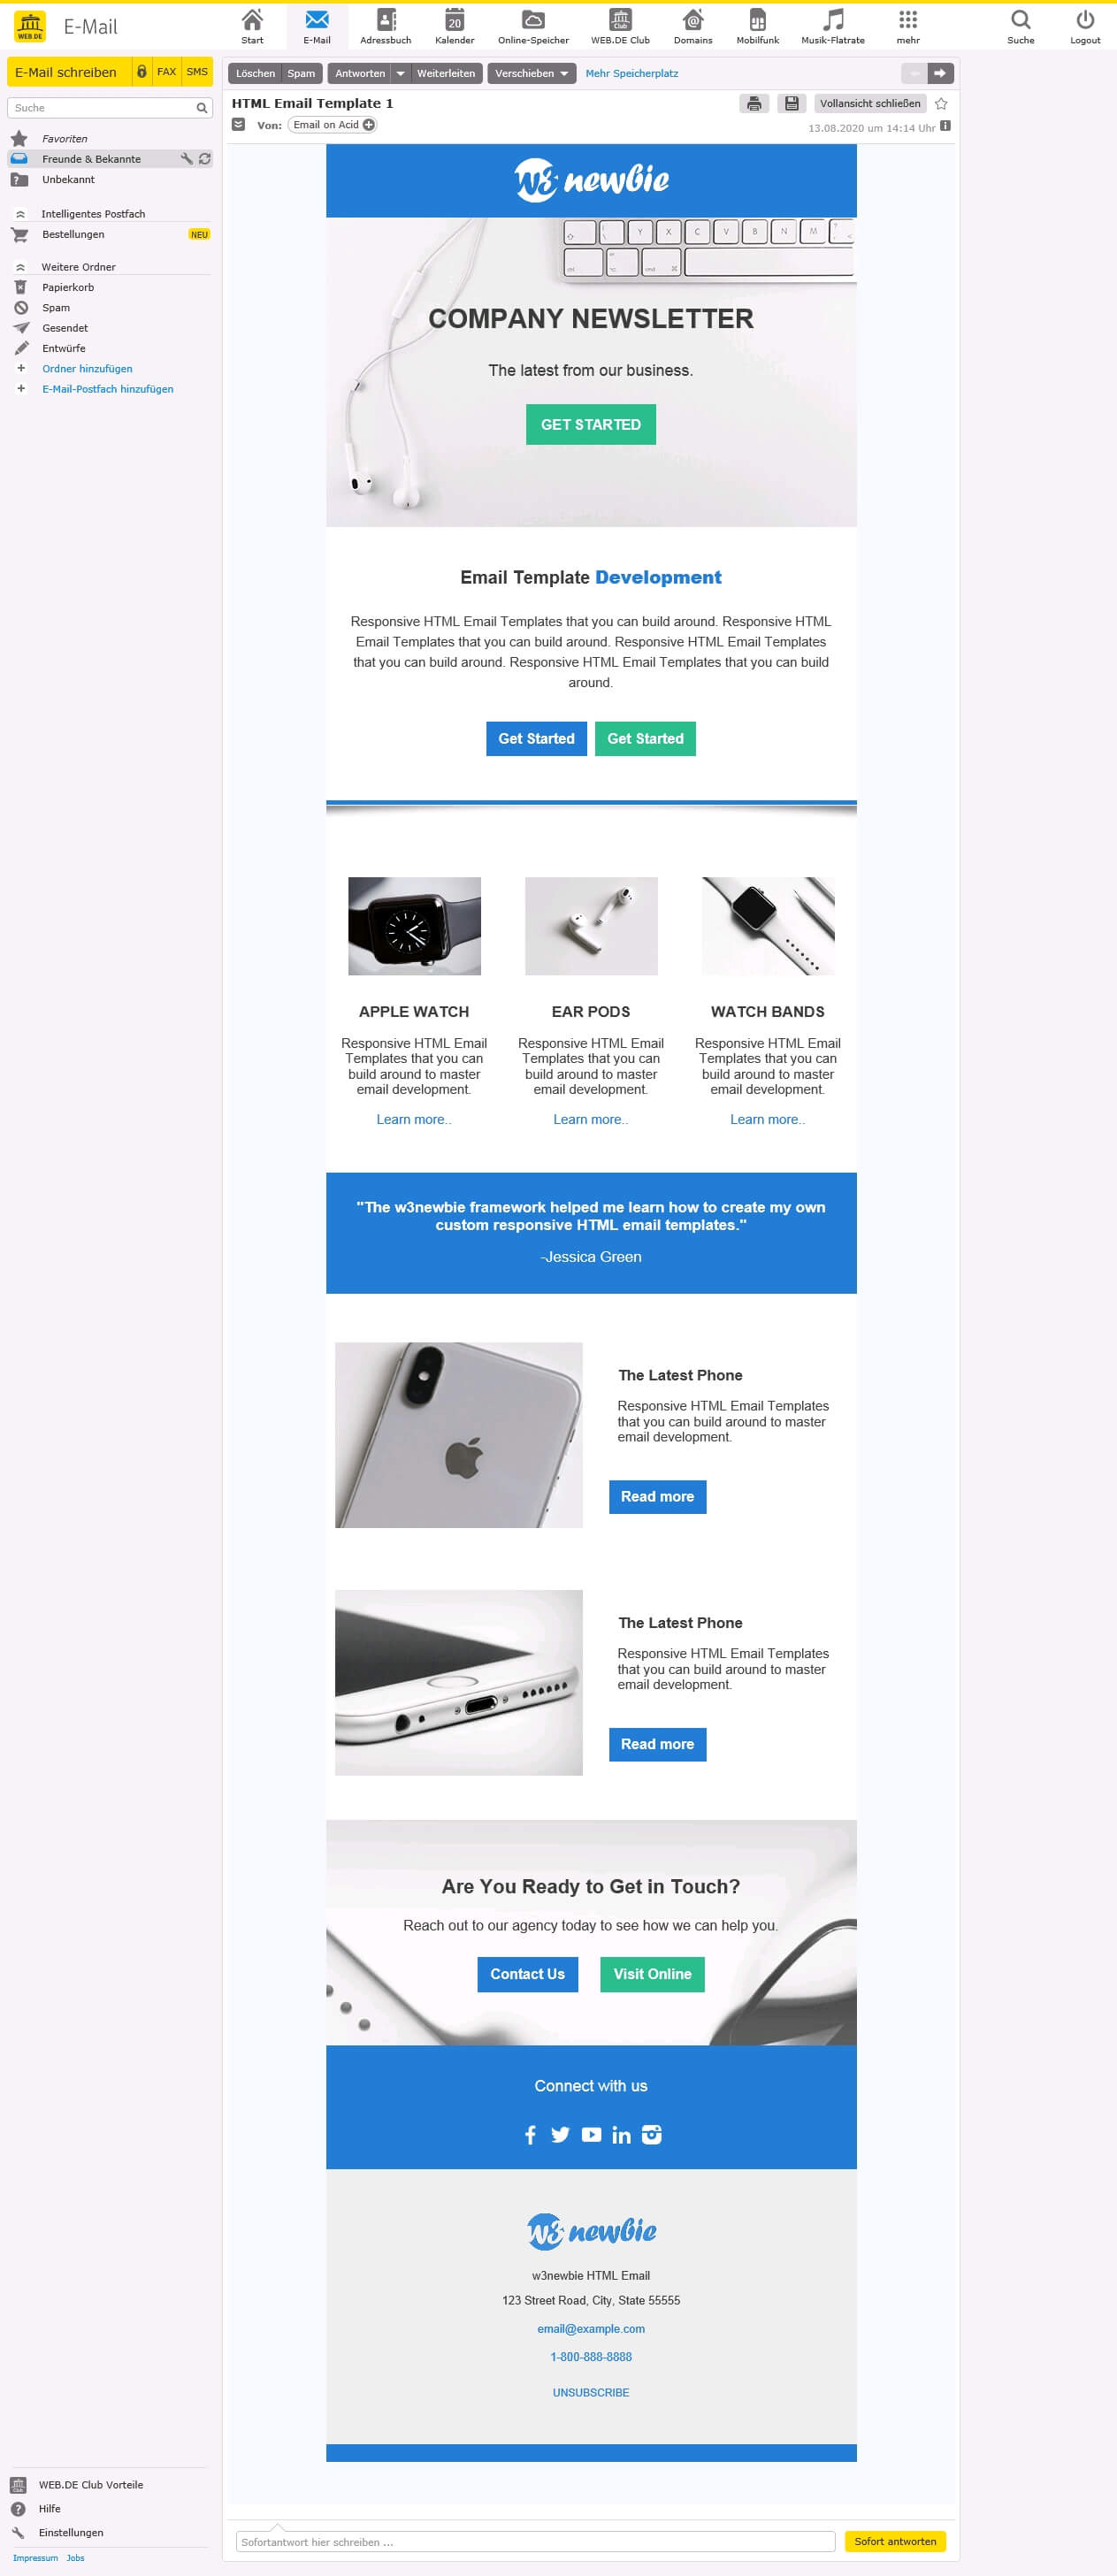 WEB.DE
E-Mail
Start
E-Mail
Adressbuch
20
Kalender
Online-Speicher
Club
WEB.DE Club
Domains
Mobilfunk
Musik-Flatrate
mehr
Suche
Logout
E-Mail schreiben
FAX
SMS
Suche
Favoriten
Freunde & Bekannte
Unbekannt
Intelligentes Postfach
Bestellungen
NEU
Weitere Ordner
Papierkorb
Spam
Gesendet
Entwürfe
Ordner hinzufügen
E-Mail-Postfach hinzufügen
Löschen
Spam
Antworten
Weiterleiten
Verschieben
Mehr Speicherplatz
HTML Email Template 1
Vollansicht schließen
Von: Email on Acid
13.08.2020 um 14:14 Uhr
w3 newbie
Z X C V B N M
alt ctrl alt cmd
COMPANY NEWSLETTER
The latest from our business.
GET STARTED
Email Template Development
Responsive HTML Email Templates that you can build around. Responsive HTML
Email Templates that you can build around. Responsive HTML Email Templates
that you can build around. Responsive HTML Email Templates that you can build
around.
Get Started
Get Started
APPLE WATCH
Responsive HTML Email
Templates that you can
build around to master
email development.
Learn more..
EAR PODS
Responsive HTML Email
Templates that you can
build around to master
email development.
Learn more..
WATCH BANDS
Responsive HTML Email
Templates that you can
build around to master
email development.
Learn more..
"The w3newbie framework helped me learn how to create my own
custom responsive HTML email templates."
-Jessica Green
The Latest Phone
Responsive HTML Email Templates
that you can build around to master
email development.
Read more
The Latest Phone
Responsive HTML Email Templates
that you can build around to master
email development.
Read more
Are You Ready to Get in Touch?
Reach out to our agency today to see how we can help you.
Contact Us
Visit Online
Connect with us
w3 newbie
w3newbie HTML Email
123 Street Road, City, State 55555
email@example.com
1-800-888-8888
UNSUBSCRIBE
Club
WEB.DE Club Vorteile
Hilfe
Einstellungen
Impressum
Jobs
Sofortantwort hier schreiben ...
Sofort antworten